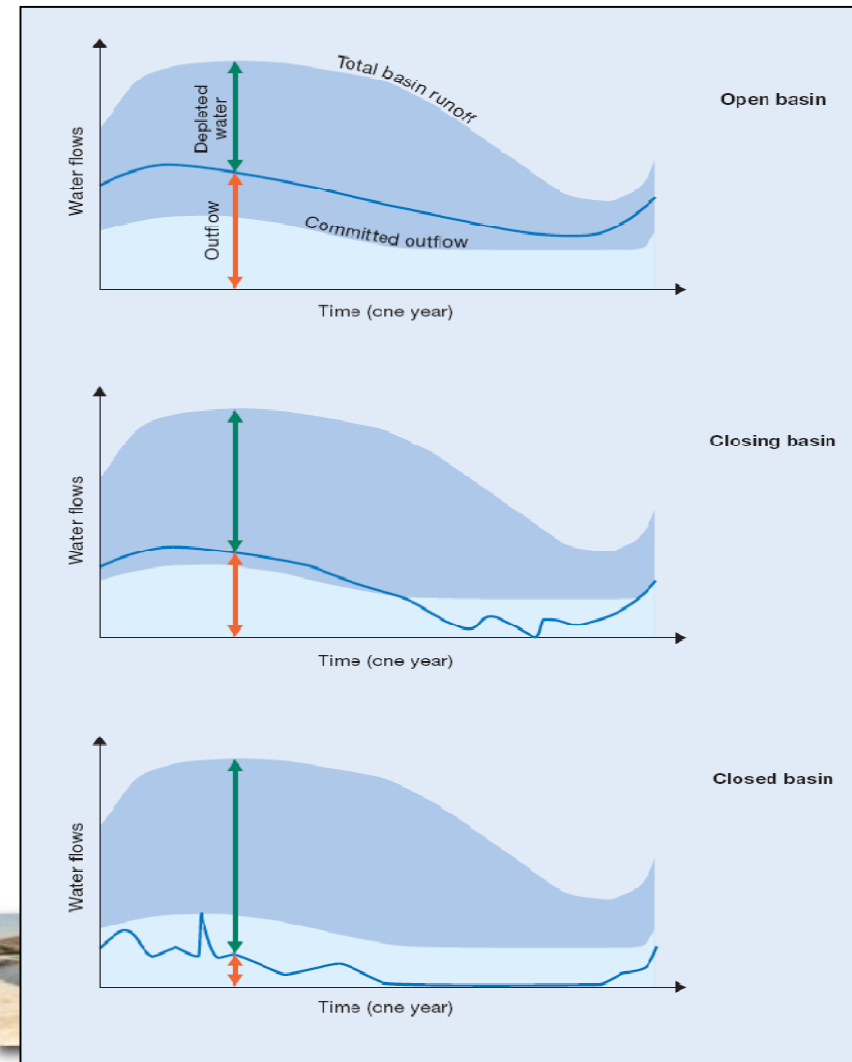 Water flows
Depleted
water
Outflow
Total basin runoff
Committed outflow
Open basin
Time (one year)
Water flows
Closing basin
Time (one year)
Water flows
Closed basin
Time (one year)